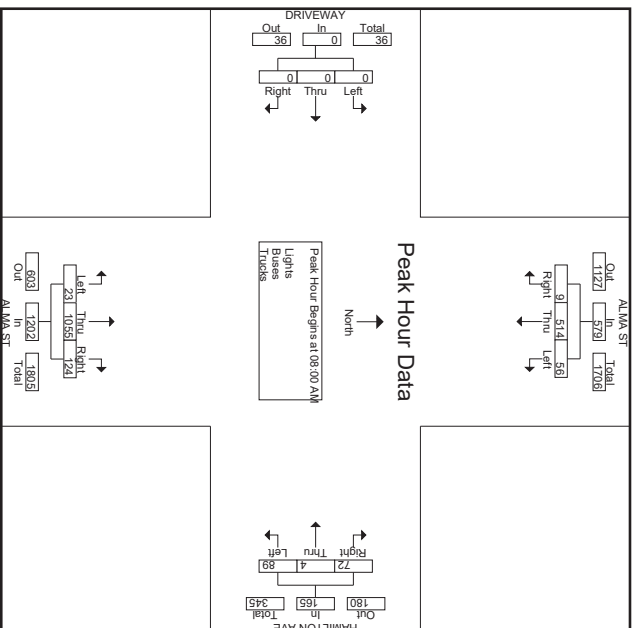 DRIVEWAY
Out In Total
36 0 36
0 0 0
Right Thru Left
ALMA ST
Out In Total
1127 579 1706
9 514 56
Right Thru Left
Peak Hour Data
North
Peak Hour Begins at 08:00 AM
Lights
Buses
Trucks
Left Thru Right
23 1055 124
603 1202 1805
Out In Total
ALMA ST
Left Thru Right
89 4 72
345 165 180
Total In Out
HAMILTON AVE